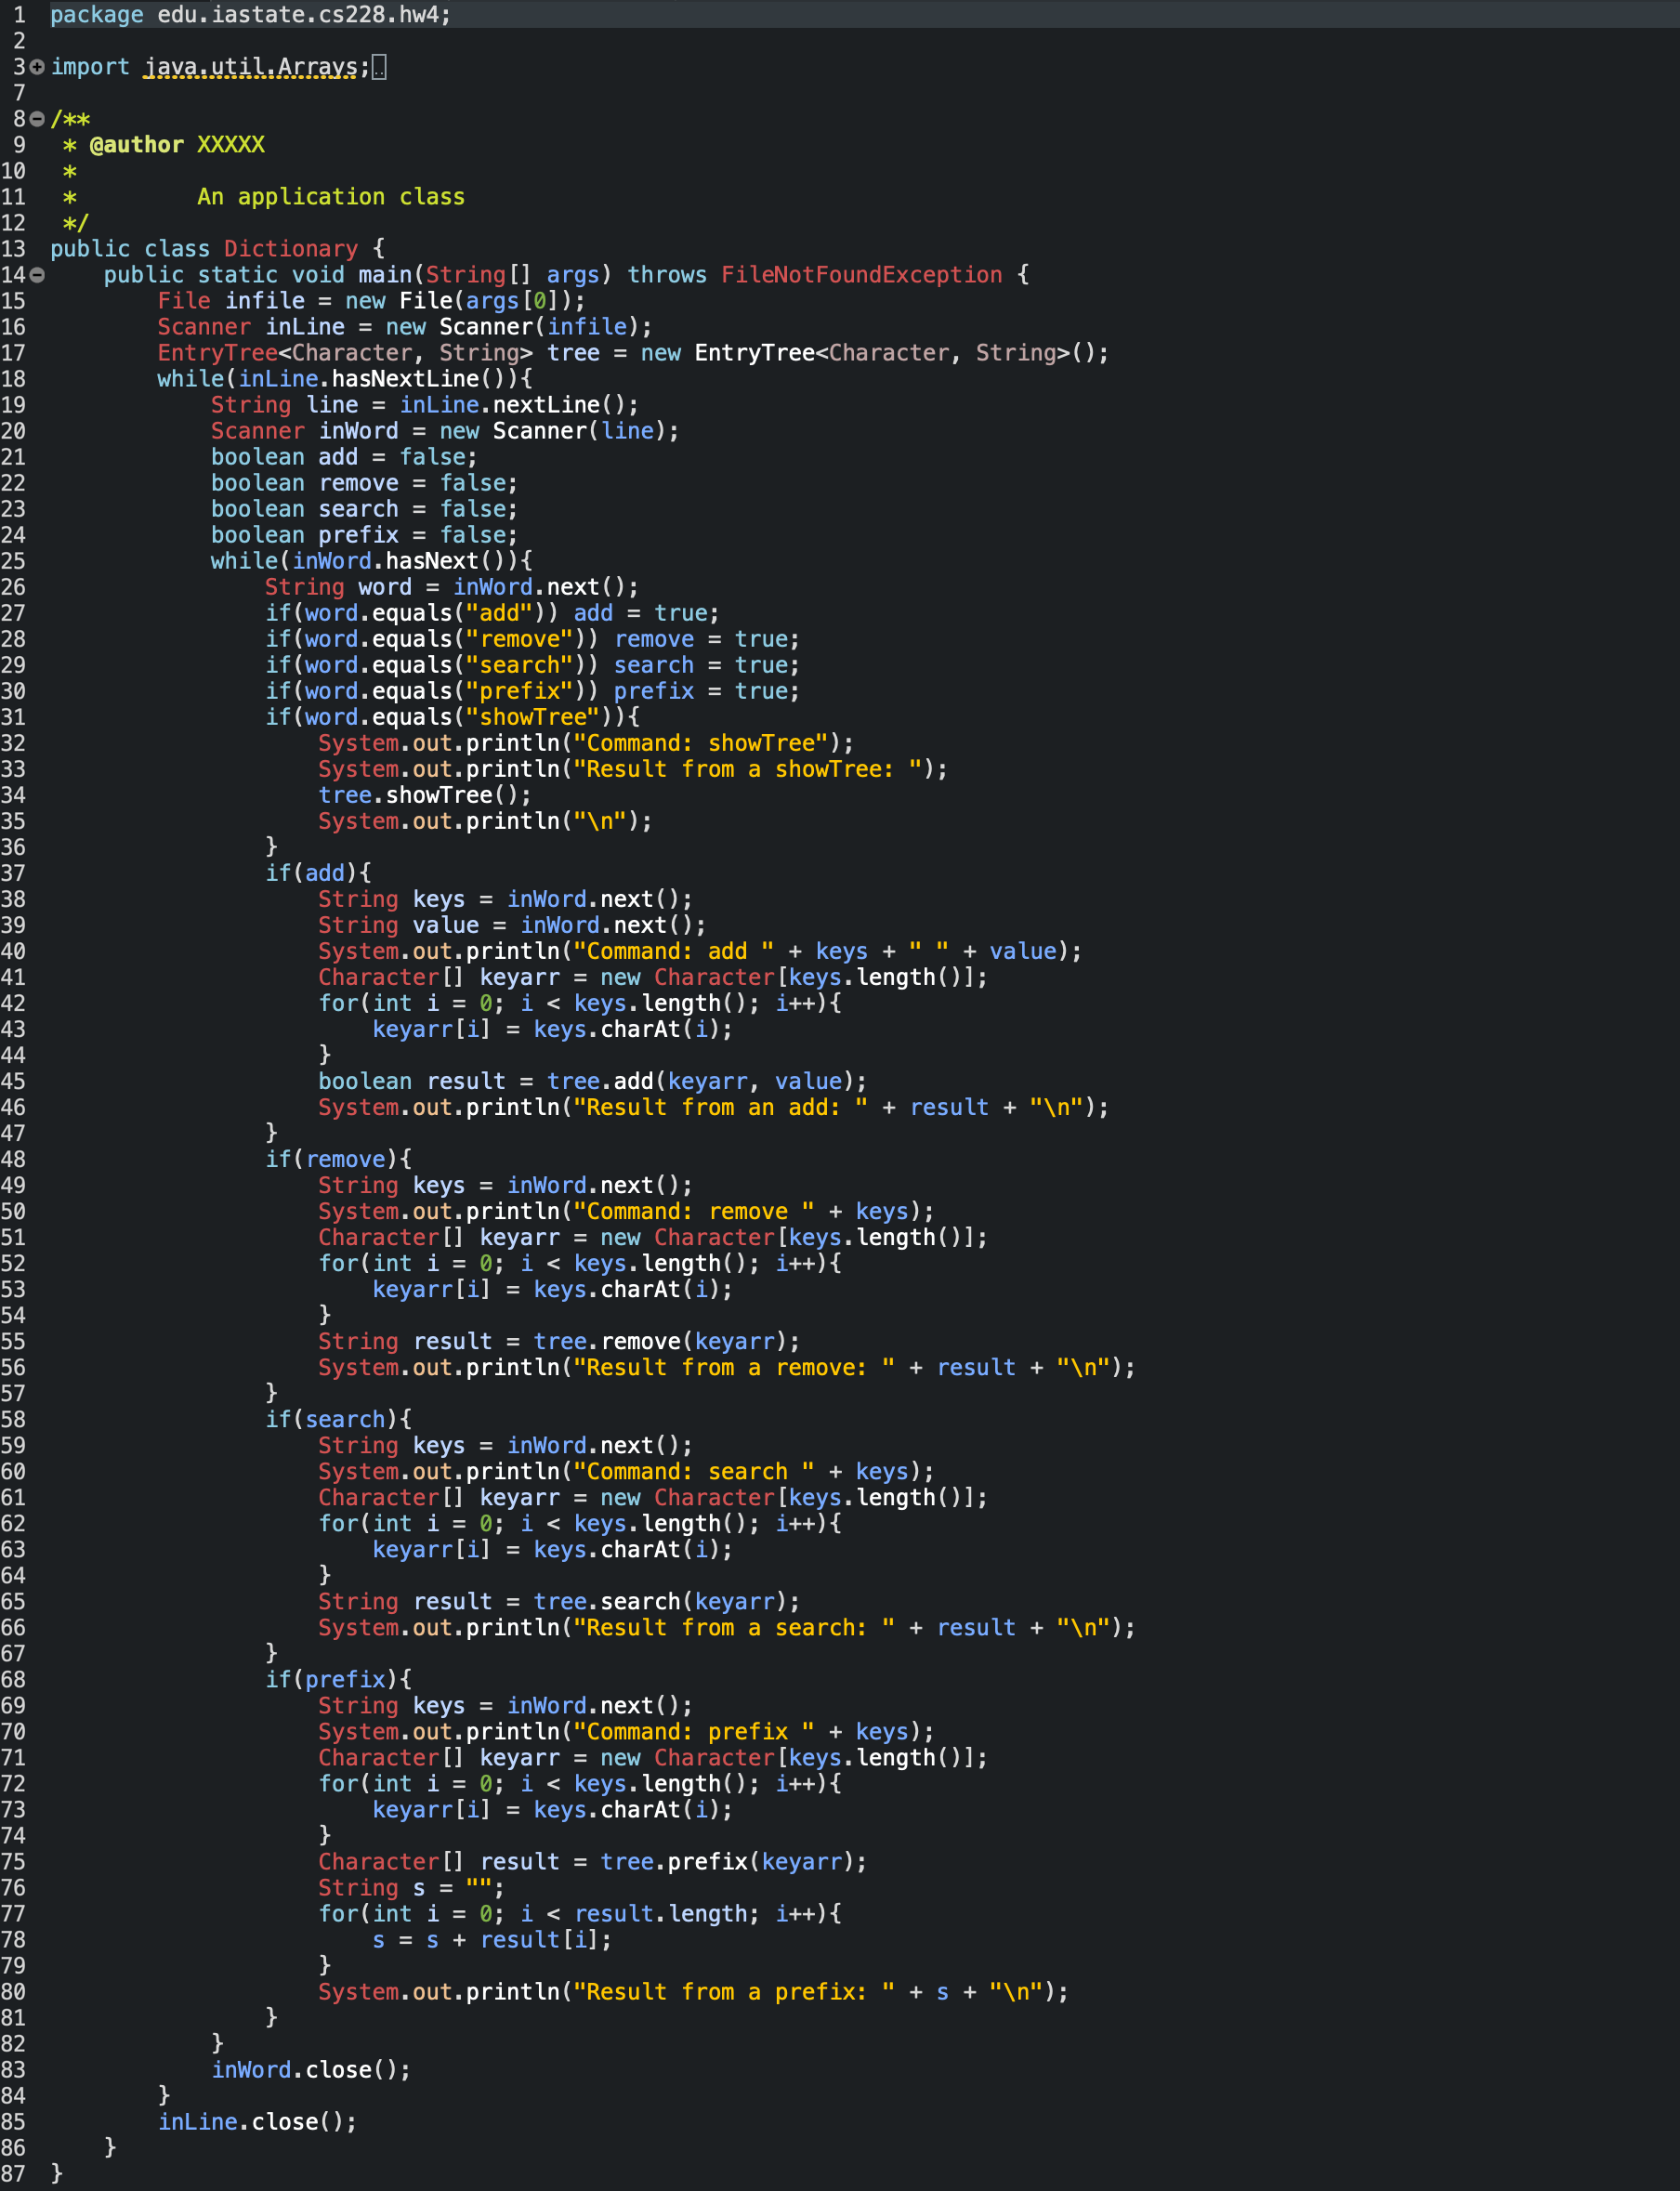 1 package edu.iastate.cs228.hw4;
2
3 import java.util.Arrays;
7
8 /**
9  * @author XXXXX
10  *
11  *         An application class
12  */
13 public class Dictionary {
14     public static void main(String[] args) throws FileNotFoundException {
15         File infile = new File(args[0]);
16         Scanner inLine = new Scanner(infile);
17         EntryTree<Character, String> tree = new EntryTree<Character, String>();
18         while(inLine.hasNextLine()){
19             String line = inLine.nextLine();
20             Scanner inWord = new Scanner(line);
21             boolean add = false;
22             boolean remove = false;
23             boolean search = false;
24             boolean prefix = false;
25             while(inWord.hasNext()){
26                 String word = inWord.next();
27                 if(word.equals("add")) add = true;
28                 if(word.equals("remove")) remove = true;
29                 if(word.equals("search")) search = true;
30                 if(word.equals("prefix")) prefix = true;
31                 if(word.equals("showTree")){
32                     System.out.println("Command: showTree");
33                     System.out.println("Result from a showTree: ");
34                     tree.showTree();
35                     System.out.println("\n");
36                 }
37                 if(add){
38                     String keys = inWord.next();
39                     String value = inWord.next();
40                     System.out.println("Command: add " + keys + " " + value);
41                     Character[] keyarr = new Character[keys.length()];
42                     for(int i = 0; i < keys.length(); i++){
43                         keyarr[i] = keys.charAt(i);
44                     }
45                     boolean result = tree.add(keyarr, value);
46                     System.out.println("Result from an add: " + result + "\n");
47                 }
48                 if(remove){
49                     String keys = inWord.next();
50                     System.out.println("Command: remove " + keys);
51                     Character[] keyarr = new Character[keys.length()];
52                     for(int i = 0; i < keys.length(); i++){
53                         keyarr[i] = keys.charAt(i);
54                     }
55                     String result = tree.remove(keyarr);
56                     System.out.println("Result from a remove: " + result + "\n");
57                 }
58                 if(search){
59                     String keys = inWord.next();
60                     System.out.println("Command: search " + keys);
61                     Character[] keyarr = new Character[keys.length()];
62                     for(int i = 0; i < keys.length(); i++){
63                         keyarr[i] = keys.charAt(i);
64                     }
65                     String result = tree.search(keyarr);
66                     System.out.println("Result from a search: " + result + "\n");
67                 }
68                 if(prefix){
69                     String keys = inWord.next();
70                     System.out.println("Command: prefix " + keys);
71                     Character[] keyarr = new Character[keys.length()];
72                     for(int i = 0; i < keys.length(); i++){
73                         keyarr[i] = keys.charAt(i);
74                     }
75                     Character[] result = tree.prefix(keyarr);
76                     String s = "";
77                     for(int i = 0; i < result.length; i++){
78                         s = s + result[i];
79                     }
80                     System.out.println("Result from a prefix: " + s + "\n");
81                 }
82             }
83             inWord.close();
84         }
85         inLine.close();
86     }
87 }